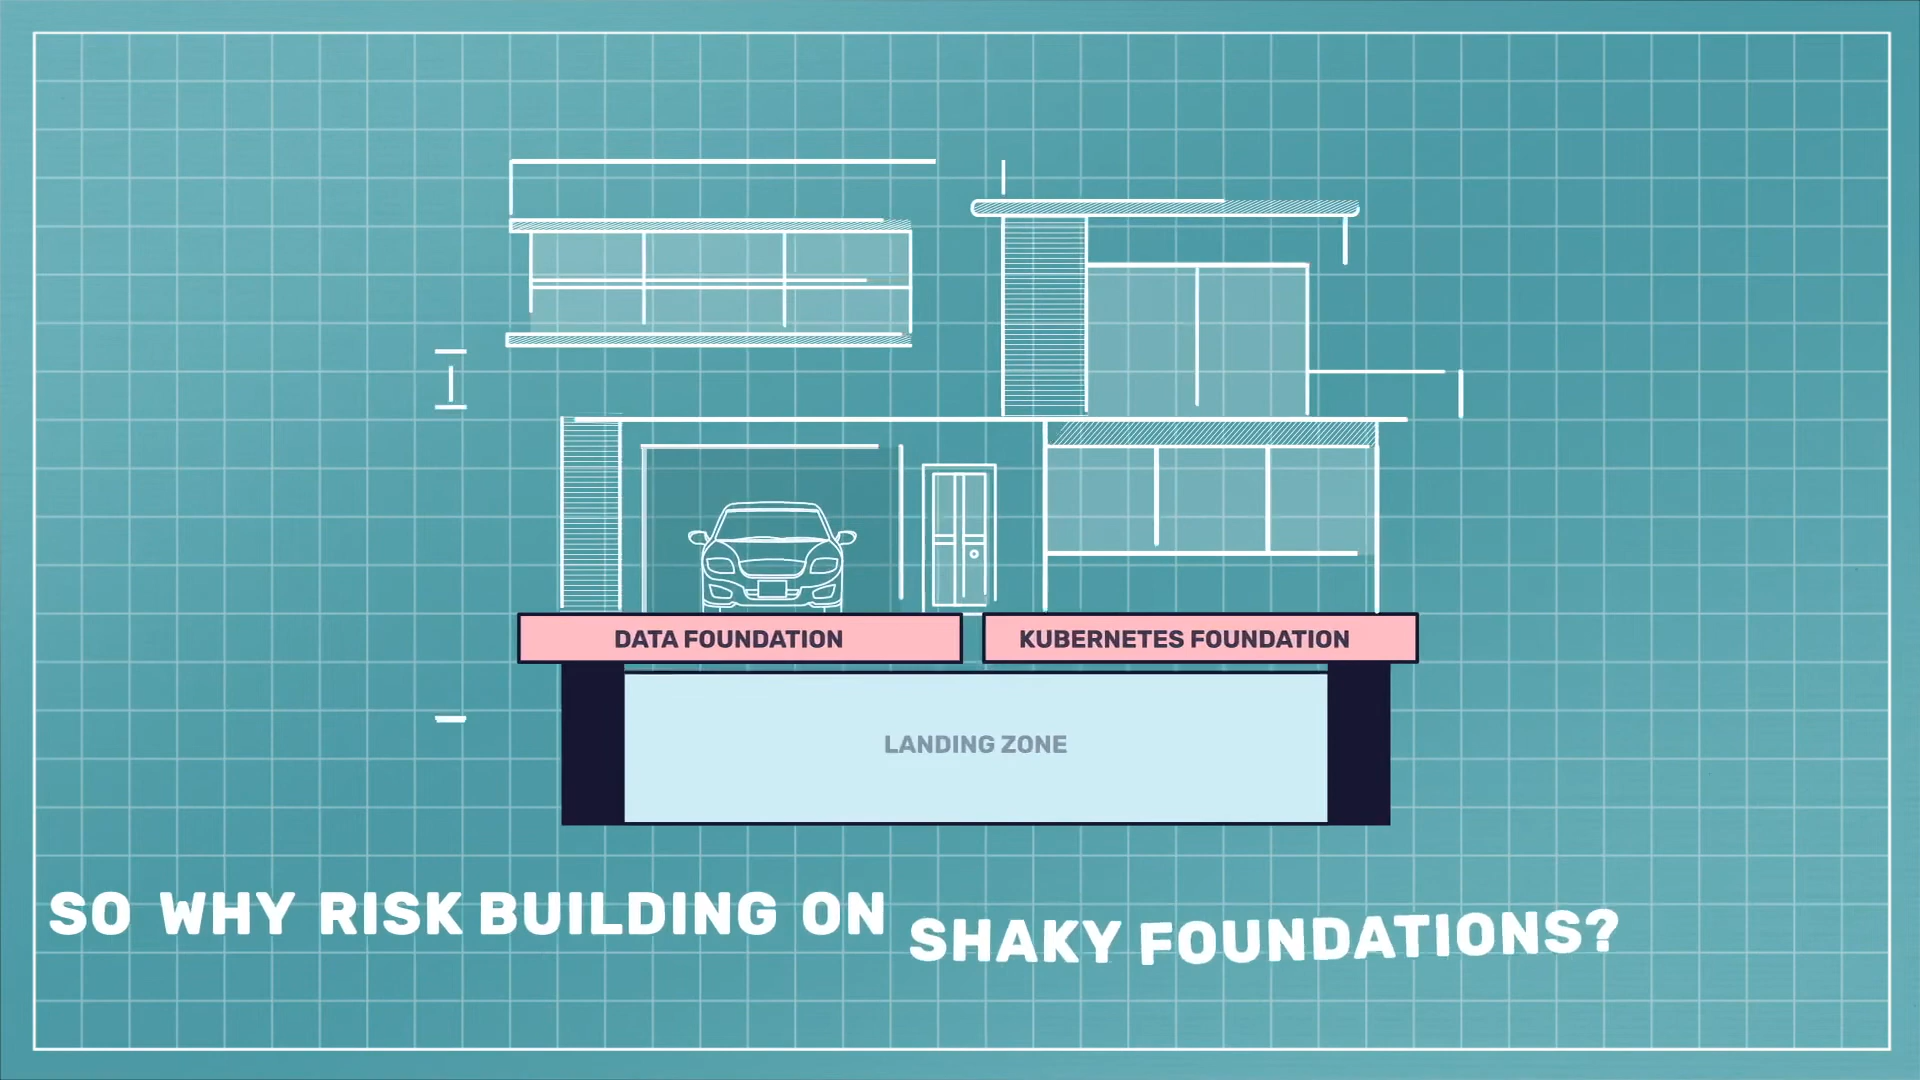 DATA FOUNDATION
KUBERNETES FOUNDATION
LANDING ZONE
SO WHY RISK BUILDING ON SHAKY FOUNDATIONS?